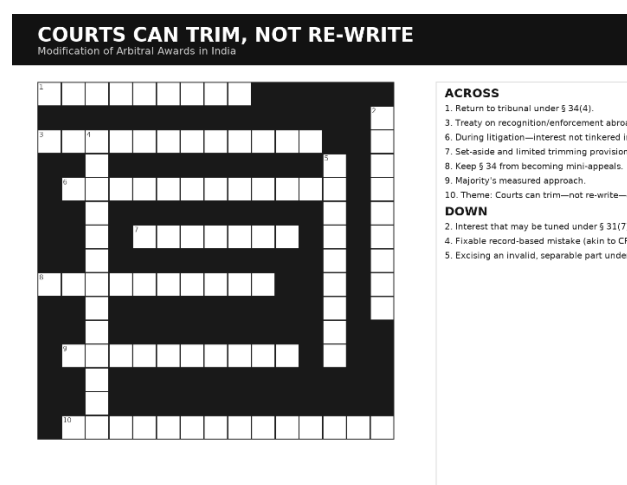 COURTS CAN TRIM, NOT RE-WRITE
Modification of Arbitral Awards in India
1
2
3
4
5
6
7
8
9
10
ACROSS
1. Return to tribunal under § 34(4).
3. Treaty on recognition/enforcement abroa
6. During litigation—interest not tinkered i
7. Set-aside and limited trimming provision
8. Keep § 34 from becoming mini-appeals.
9. Majority's measured approach.
10. Theme: Courts can trim—not re-write—
DOWN
2. Interest that may be tuned under § 31(7
4. Fixable record-based mistake (akin to CP
5. Excising an invalid, separable part unde